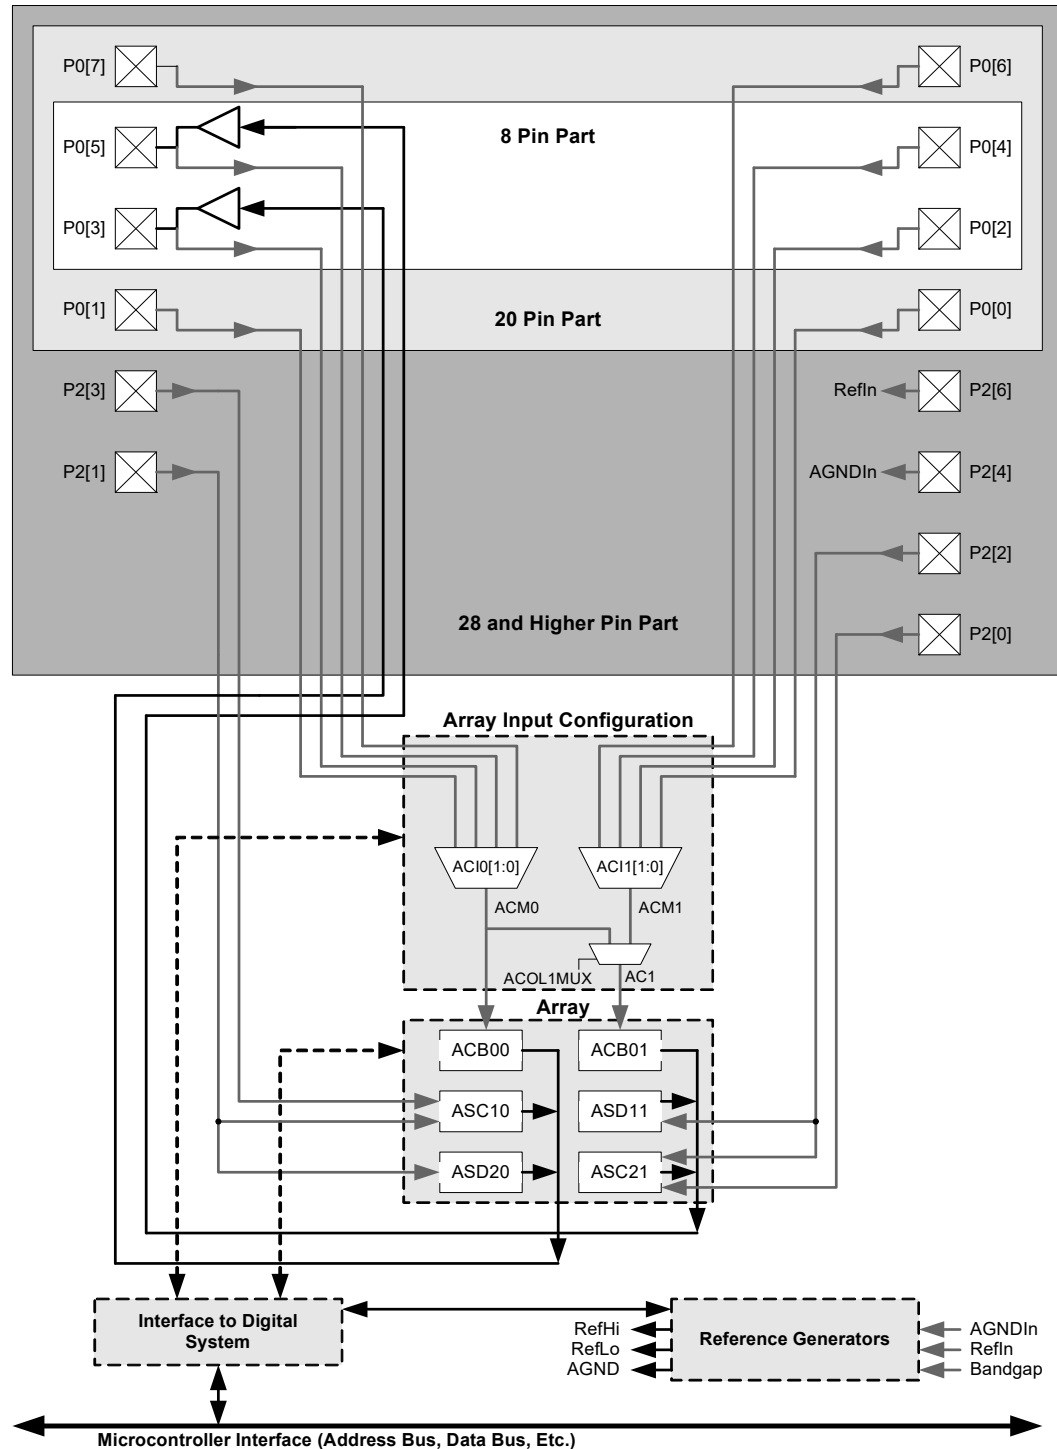 P0[7]
P0[6]
8 Pin Part
P0[5]
P0[4]
P0[3]
P0[2]
P0[1]
20 Pin Part
P0[0]
P2[3]
RefIn
P2[6]
P2[1]
AGNDIn
P2[4]
P2[2]
28 and Higher Pin Part
P2[0]
Array Input Configuration
ACI0[1:0]
ACI1[1:0]
ACM0
ACM1
ACOL1MUX
AC1
Array
ACB00
ACB01
ASC10
ASD11
ASD20
ASC21
Interface to Digital
System
RefHi
RefLo
AGND
Reference Generators
AGNDIn
RefIn
Bandgap
Microcontroller Interface (Address Bus, Data Bus, Etc.)